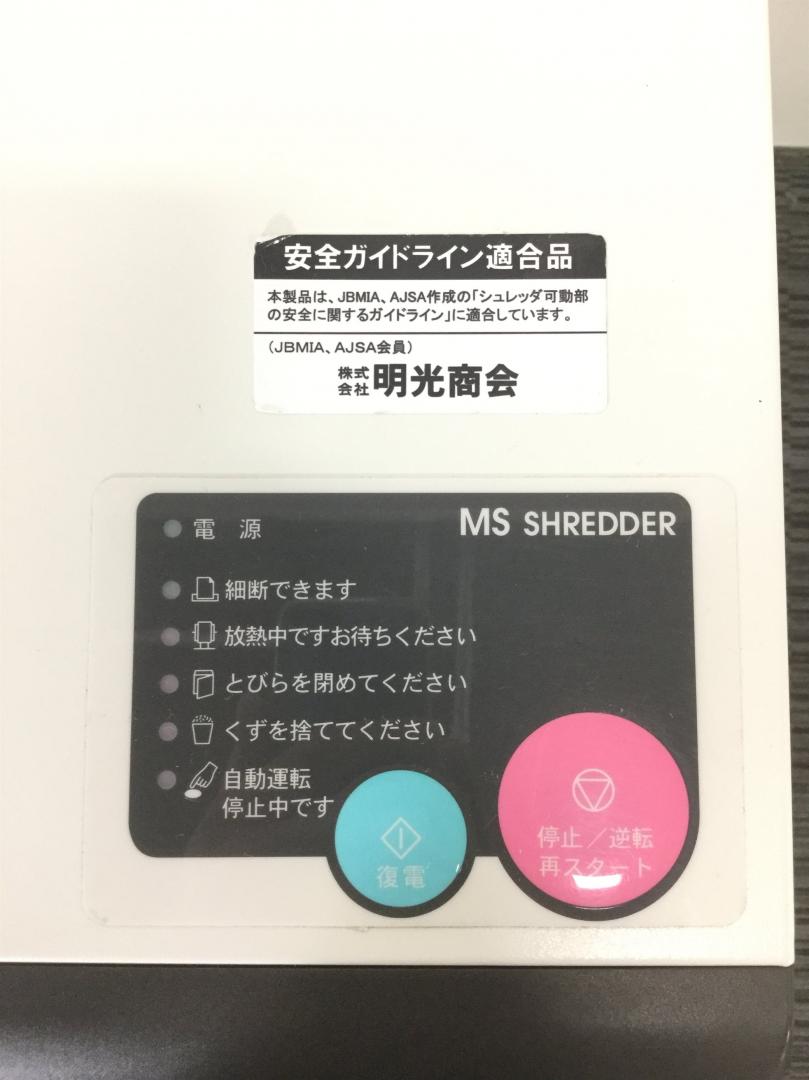 安全ガイドライン適合品
本製品は、JBMIA、AJSA作成の「シュレッダ可動部
の安全に関するガイドライン」に適合しています。
(JBMIA、AJSA会員)
株式会社明光商会
電源
MS SHREDDER
細断できます
放熱中ですお待ちください
とびらを閉めてください
くずを捨ててください
自動運転
停止中です
復電
停止/逆転
再スタート